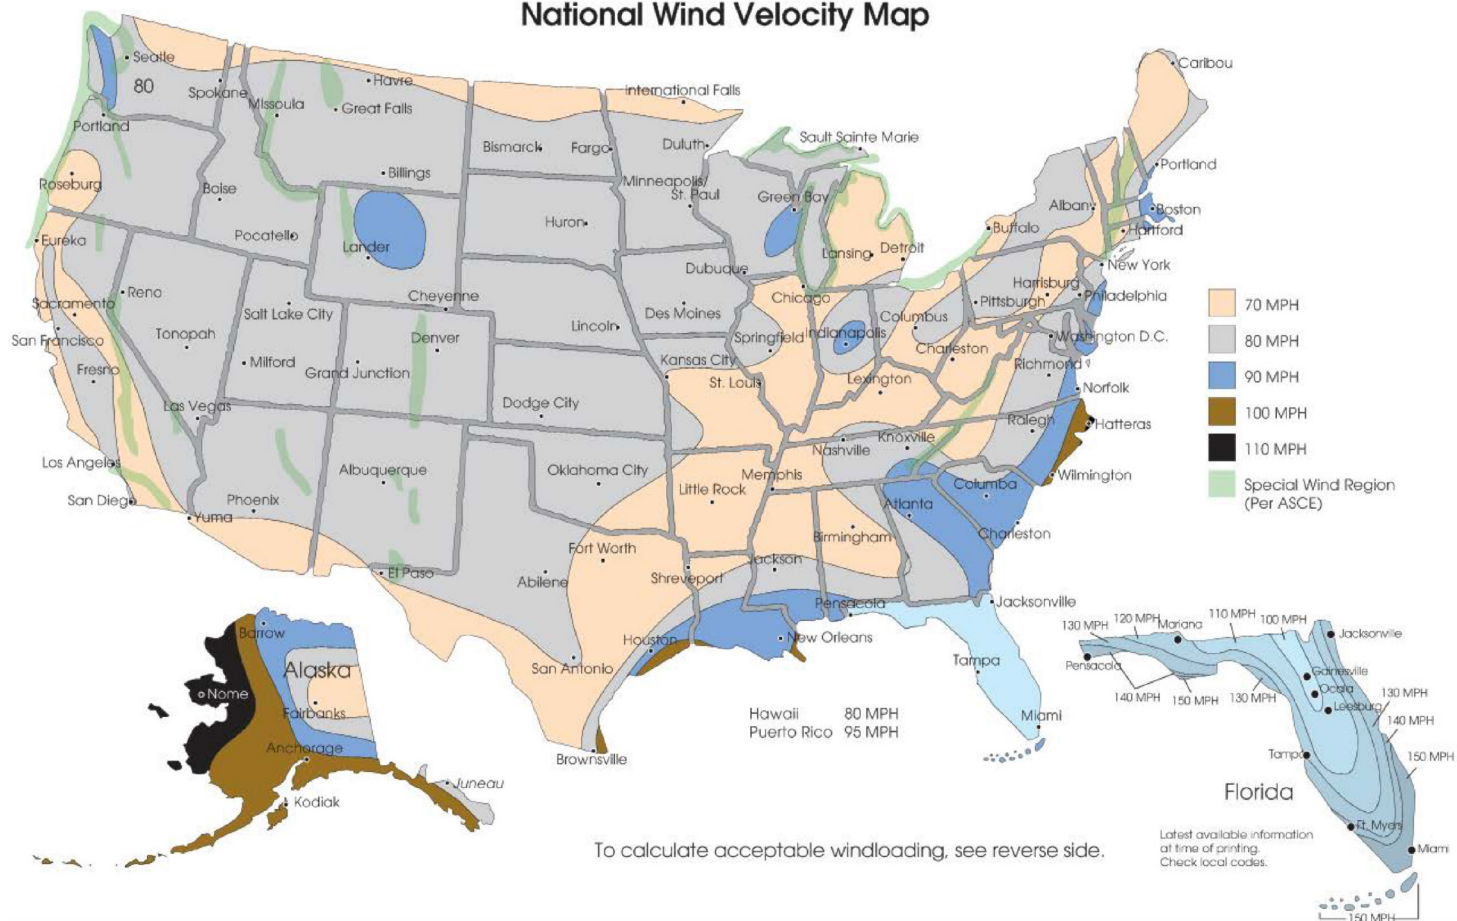 National Wind Velocity Map
Seatle
80
Spokane
Missoula
Havre
Great Falls
International Falls
Caribou
Portland
Bismarck
Fargo
Duluth
Sault Sainte Marie
Portland
Roseburg
Boise
Billings
Minneapolis/
St. Paul
Green Bay
Albany
Boston
Hartford
Eureka
Pocatello
Lander
Huron
Lansing
Detroit
Buffalo
New York
Dubuque
Sacramento
Reno
Cheyenne
Chicago
Harrisburg
Pittsburgh
Philadelphia
Salt Lake City
Des Moines
Lincoln
San Francisco
Tonopah
Denver
Springfield
Indianapolis
Columbus
Washington D.C.
Fresno
Milford
Grand Junction
Kansas City
St. Louis
Charleston
Richmond
Lexington
Norfolk
Las Vegas
Dodge City
Ralegh
Hatteras
Nashville
Knoxville
Los Angeles
Albuquerque
Oklahoma City
Memphis
Wilmington
San Diego
Phoenix
Little Rock
Columba
Atlanta
Yuma
Charleston
Birmingham
Fort Worth
Jackson
El Paso
Abilene
Shreveport
Pensacola
Jacksonville
Houston
New Orleans
San Antonio
Tampa
Miami
Brownsville
70 MPH
80 MPH
90 MPH
100 MPH
110 MPH
Special Wind Region
(Per ASCE)
Barrow
Alaska
Nome
Fairbanks
Anchorage
Juneau
Kodiak
Hawaii 80 MPH
Puerto Rico 95 MPH
130 MPH
120 MPH
Mariana
110 MPH
100 MPH
Jacksonville
Pensacola
140 MPH
150 MPH
130 MPH
Gainesville
Ocala
Leesburg
130 MPH
140 MPH
150 MPH
Tampa
Florida
Ft. Myers
Miami
150 MPH
Latest available information
at time of printing.
Check local codes.
To calculate acceptable windloading, see reverse side.